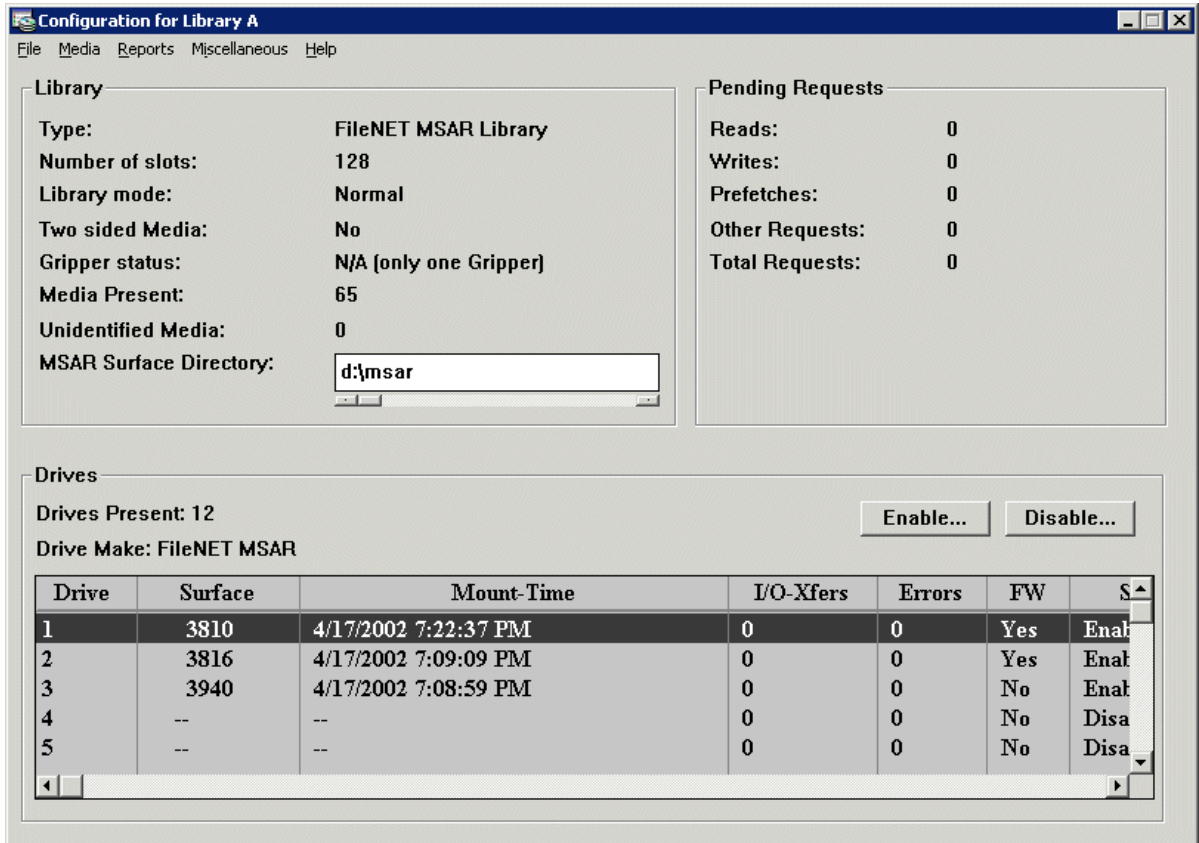 Configuration for Library A
File Media Reports Miscellaneous Help
Library
Type: FileNET MSAR Library
Number of slots: 128
Library mode: Normal
Two sided Media: No
Gripper status: N/A (only one Gripper)
Media Present: 65
Unidentified Media: 0
MSAR Surface Directory: d:\msar
Pending Requests
Reads: 0
Writes: 0
Prefetches: 0
Other Requests: 0
Total Requests: 0
Drives
Drives Present: 12
Enable... Disable...
Drive Make: FileNET MSAR
Drive Surface Mount-Time I/O-Xfers Errors FW S
1 3810 4/17/2002 7:22:37 PM 0 0 Yes Enab
2 3816 4/17/2002 7:09:09 PM 0 0 Yes Enab
3 3940 4/17/2002 7:08:59 PM 0 0 No Enab
4 -- -- 0 0 No Disa
5 -- -- 0 0 No Disa